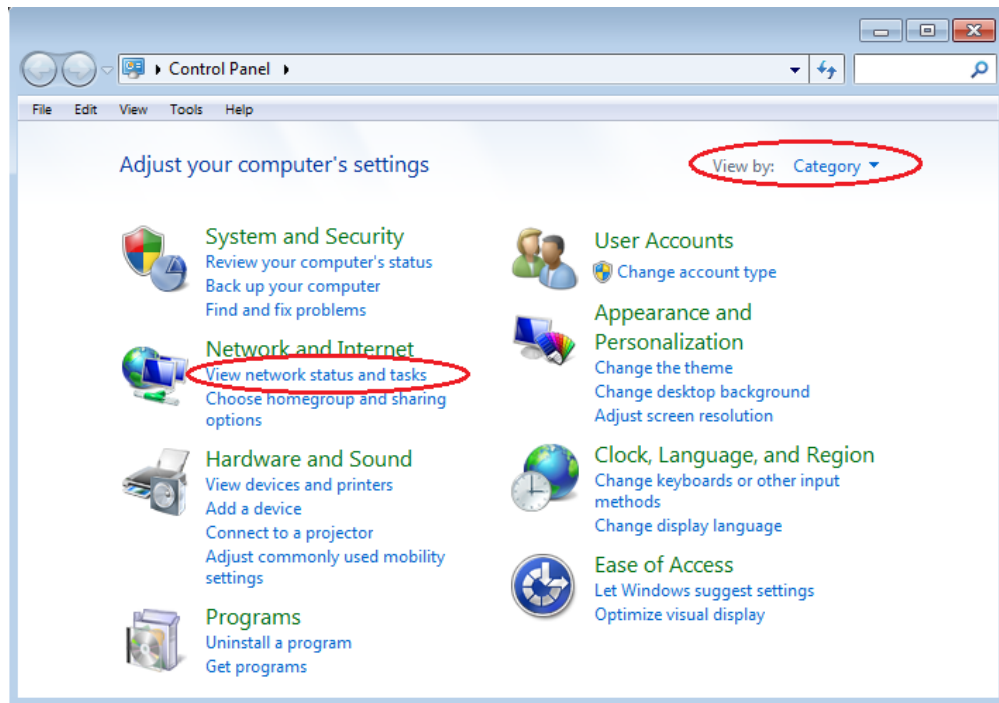 Control Panel
File Edit View Tools Help
Adjust your computer's settings
View by: Category
System and Security
Review your computer's status
Back up your computer
Find and fix problems
Network and Internet
View network status and tasks
Choose homegroup and sharing
options
Hardware and Sound
View devices and printers
Add a device
Connect to a projector
Adjust commonly used mobility
settings
Programs
Uninstall a program
Get programs
User Accounts
Change account type
Appearance and
Personalization
Change the theme
Change desktop background
Adjust screen resolution
Clock, Language, and Region
Change keyboards or other input
methods
Change display language
Ease of Access
Let Windows suggest settings
Optimize visual display